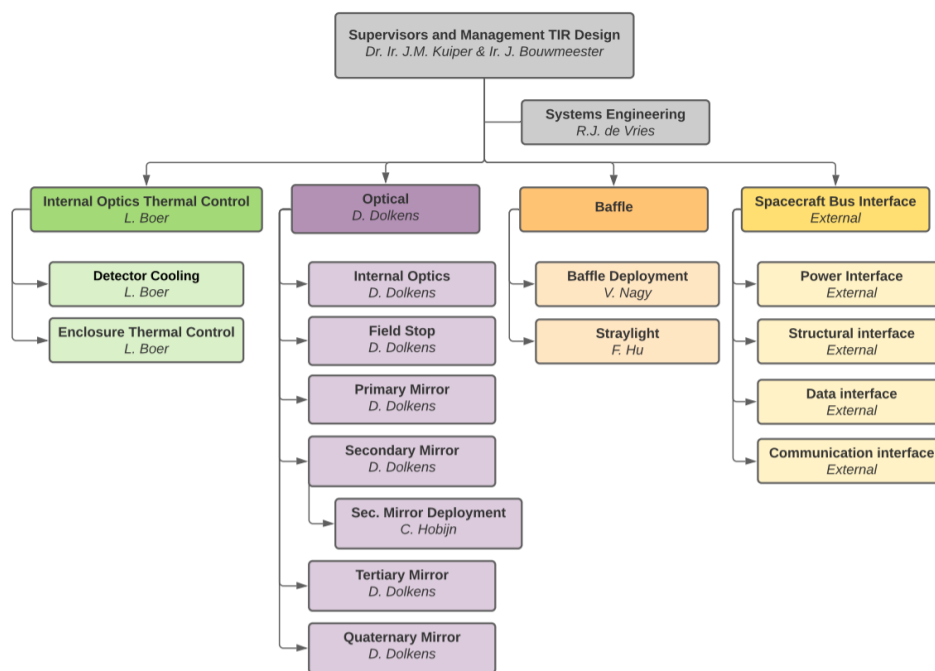 Supervisors and Management TIR Design
Dr. Ir. J.M. Kuiper & Ir. J. Bouwmeester
Systems Engineering
R.J. de Vries
Internal Optics Thermal Control
L. Boer
Detector Cooling
L. Boer
Enclosure Thermal Control
L. Boer
Optical
D. Dolkens
Internal Optics
D. Dolkens
Field Stop
D. Dolkens
Primary Mirror
D. Dolkens
Secondary Mirror
D. Dolkens
Sec. Mirror Deployment
C. Hobijn
Tertiary Mirror
D. Dolkens
Quaternary Mirror
D. Dolkens
Baffle
Baffle Deployment
V. Nagy
Straylight
F. Hu
Spacecraft Bus Interface
External
Power Interface
External
Structural interface
External
Data interface
External
Communication interface
External